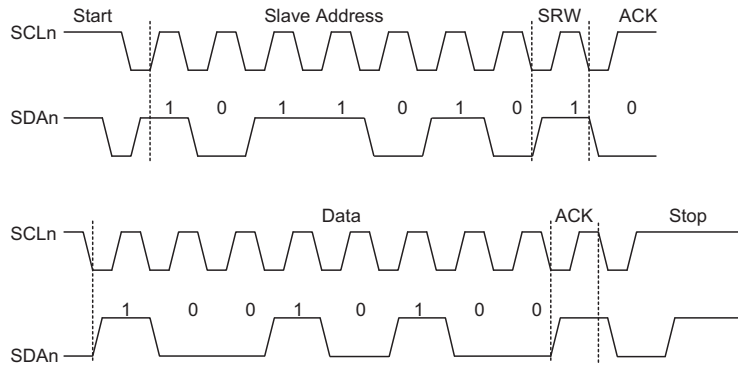 Start Slave Address SRW ACK
SCLn
1 0 1 1 0 1 0 1 0
SDAn
Data ACK Stop
SCLn
1 0 0 1 0 1 0 0
SDAn